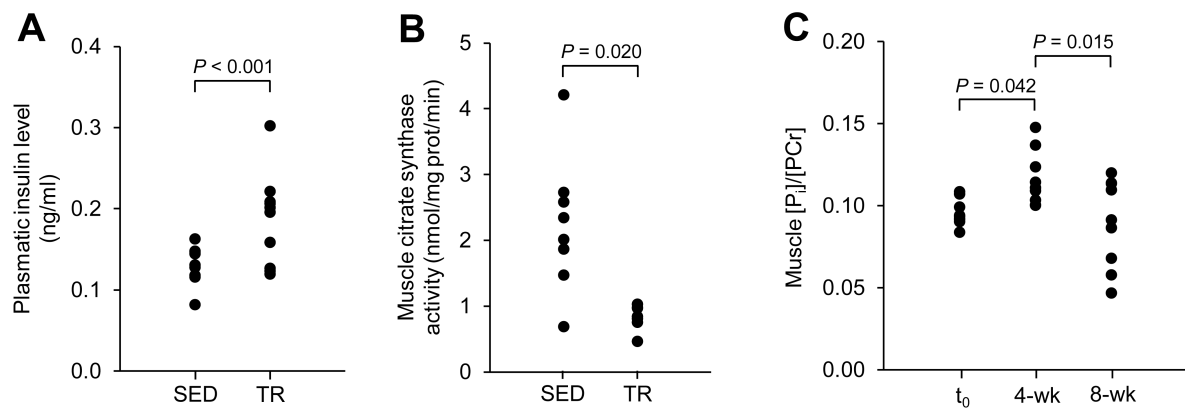 A
Plasmatic insulin level
(ng/ml)
0.4
0.3
0.2
0.1
0.0
P < 0.001
SED
TR
B
Muscle citrate synthase
activity (nmol/mg prot/min)
5
4
3
2
1
0
P = 0.020
SED
TR
C
Muscle [Pi]/[PCr]
0.20
0.15
0.10
0.05
0.00
P = 0.015
P = 0.042
t0
4-wk
8-wk